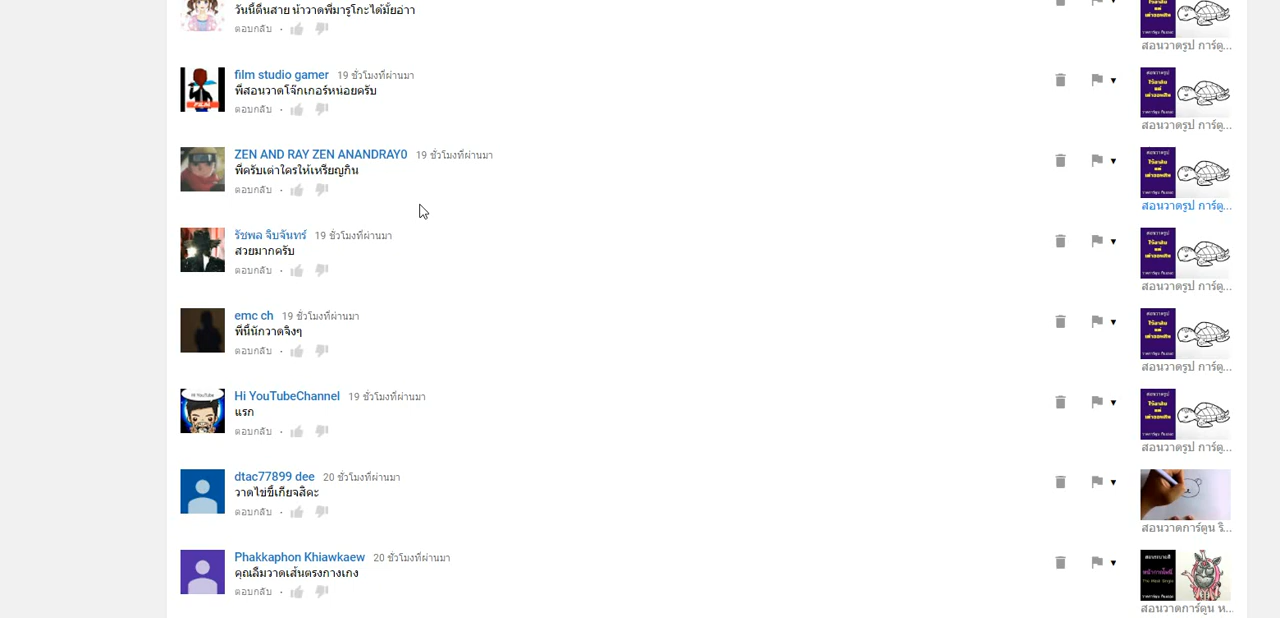 วันนี้ตื่นสาย น้าวาดพี่มารูโกะได้มั้ยอ่าา
ตอบกลับ •
สอนวาดรูป การ์ตู...
film studio gamer 19 ชั่วโมงที่ผ่านมา
พี่สอนวาดโจ๊กเกอร์หน่อยครับ
ตอบกลับ •
สอนวาดรูป การ์ตู...
ZEN AND RAY ZEN ANANDRAY0 19 ชั่วโมงที่ผ่านมา
พี่ครับเต่าใครให้เหรียญกิน
ตอบกลับ •
สอนวาดรูป การ์ตู...
รัชพล จิบจันทร์ 19 ชั่วโมงที่ผ่านมา
สวยมากครับ
ตอบกลับ •
สอนวาดรูป การ์ตู...
emc ch 19 ชั่วโมงที่ผ่านมา
พี่นี้นักวาดจิงๆ
ตอบกลับ •
สอนวาดรูป การ์ตู...
Hi YouTubeChannel 19 ชั่วโมงที่ผ่านมา
แรก
ตอบกลับ •
สอนวาดรูป การ์ตู...
dtac77899 dee 20 ชั่วโมงที่ผ่านมา
วาดไข่ขี้เกียจสิคะ
ตอบกลับ •
สอนวาดการ์ตูน ริ...
Phakkaphon Khiawkaew 20 ชั่วโมงที่ผ่านมา
คุณลืมวาดเส้นตรงกางเกง
ตอบกลับ •
สอนวาดการ์ตูน ห...